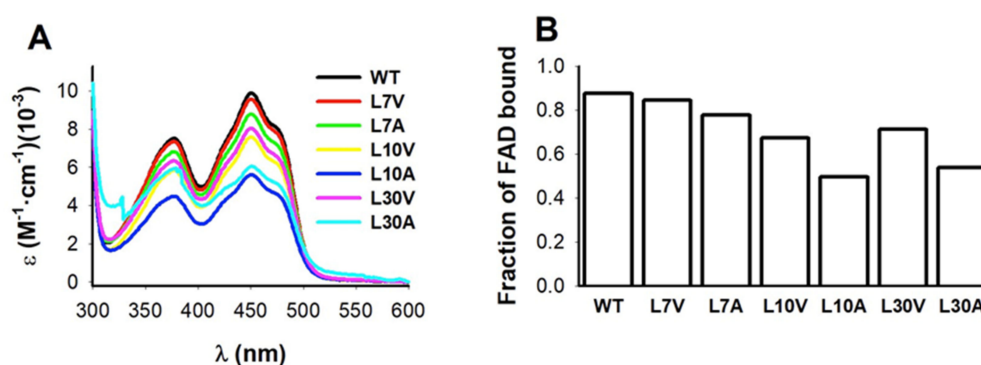 A
ε (M⁻¹·cm⁻¹)(10⁻³)
10
8
6
4
2
0
300
350
400
450
500
550
600
λ (nm)
WT
L7V
L7A
L10V
L10A
L30V
L30A
B
Fraction of FAD bound
1.0
0.8
0.6
0.4
0.2
0.0
WT
L7V
L7A
L10V
L10A
L30V
L30A